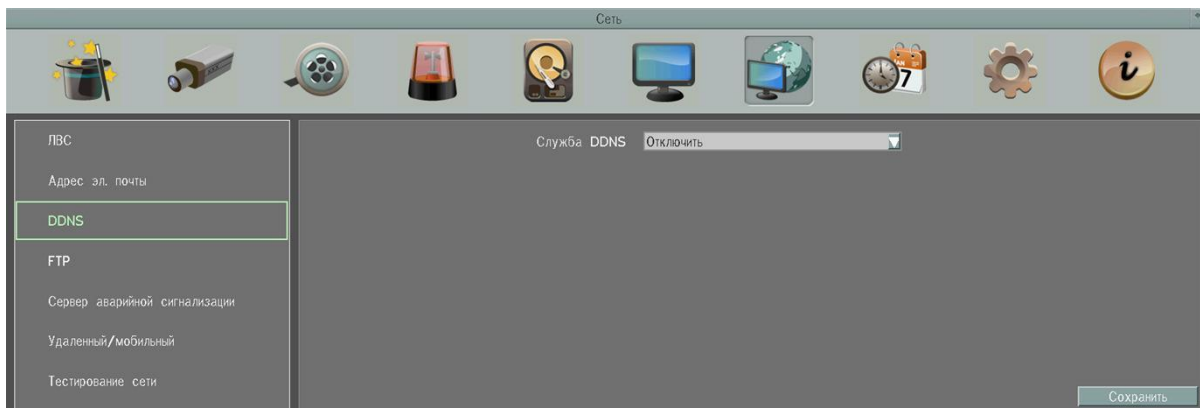 Сеть
ЛВС
Служба DDNS Отключить
Адрес эл. почты
DDNS
FTP
Сервер аварийной сигнализации
Удаленный/мобильный
Тестирование сети
Сохранить